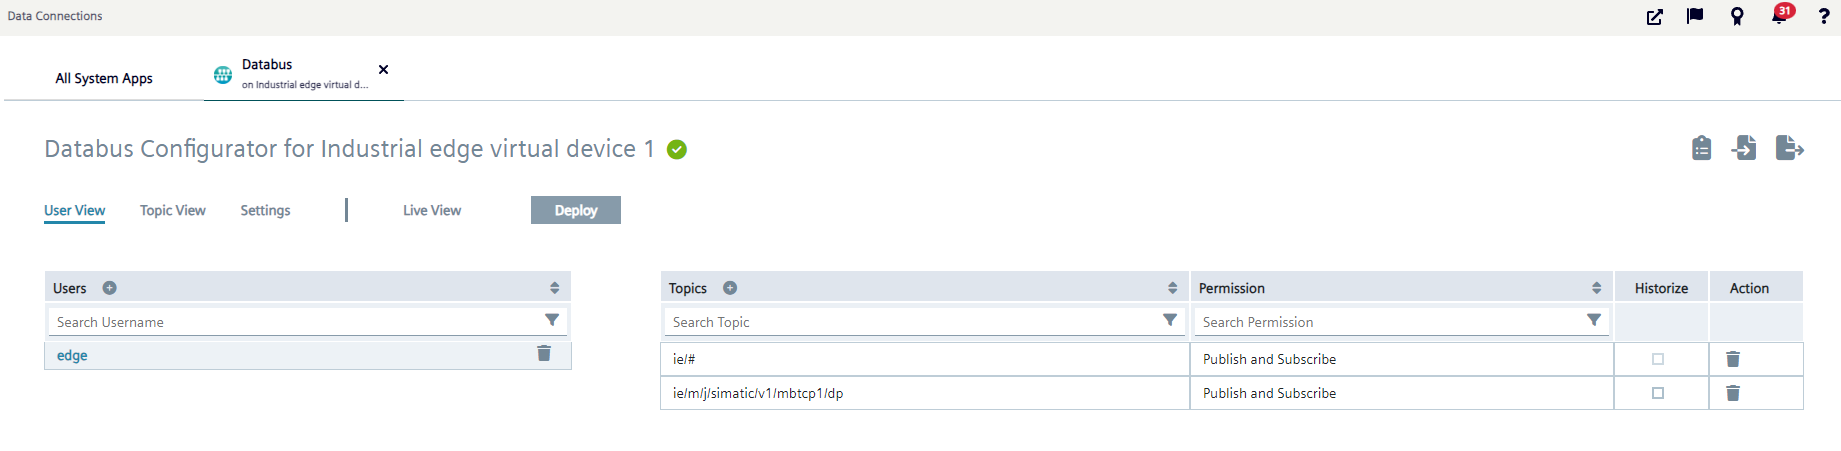 Data Connections
31
?
All System Apps
Databus
on Industrial edge virtual d...
Databus Configurator for Industrial edge virtual device 1
User View
Topic View
Settings
Live View
Deploy
Users
Search Username
edge
Topics
Permission
Historize
Action
Search Topic
Search Permission
ie/#
Publish and Subscribe
ie/m/j/simatic/v1/mbtcp1/dp
Publish and Subscribe